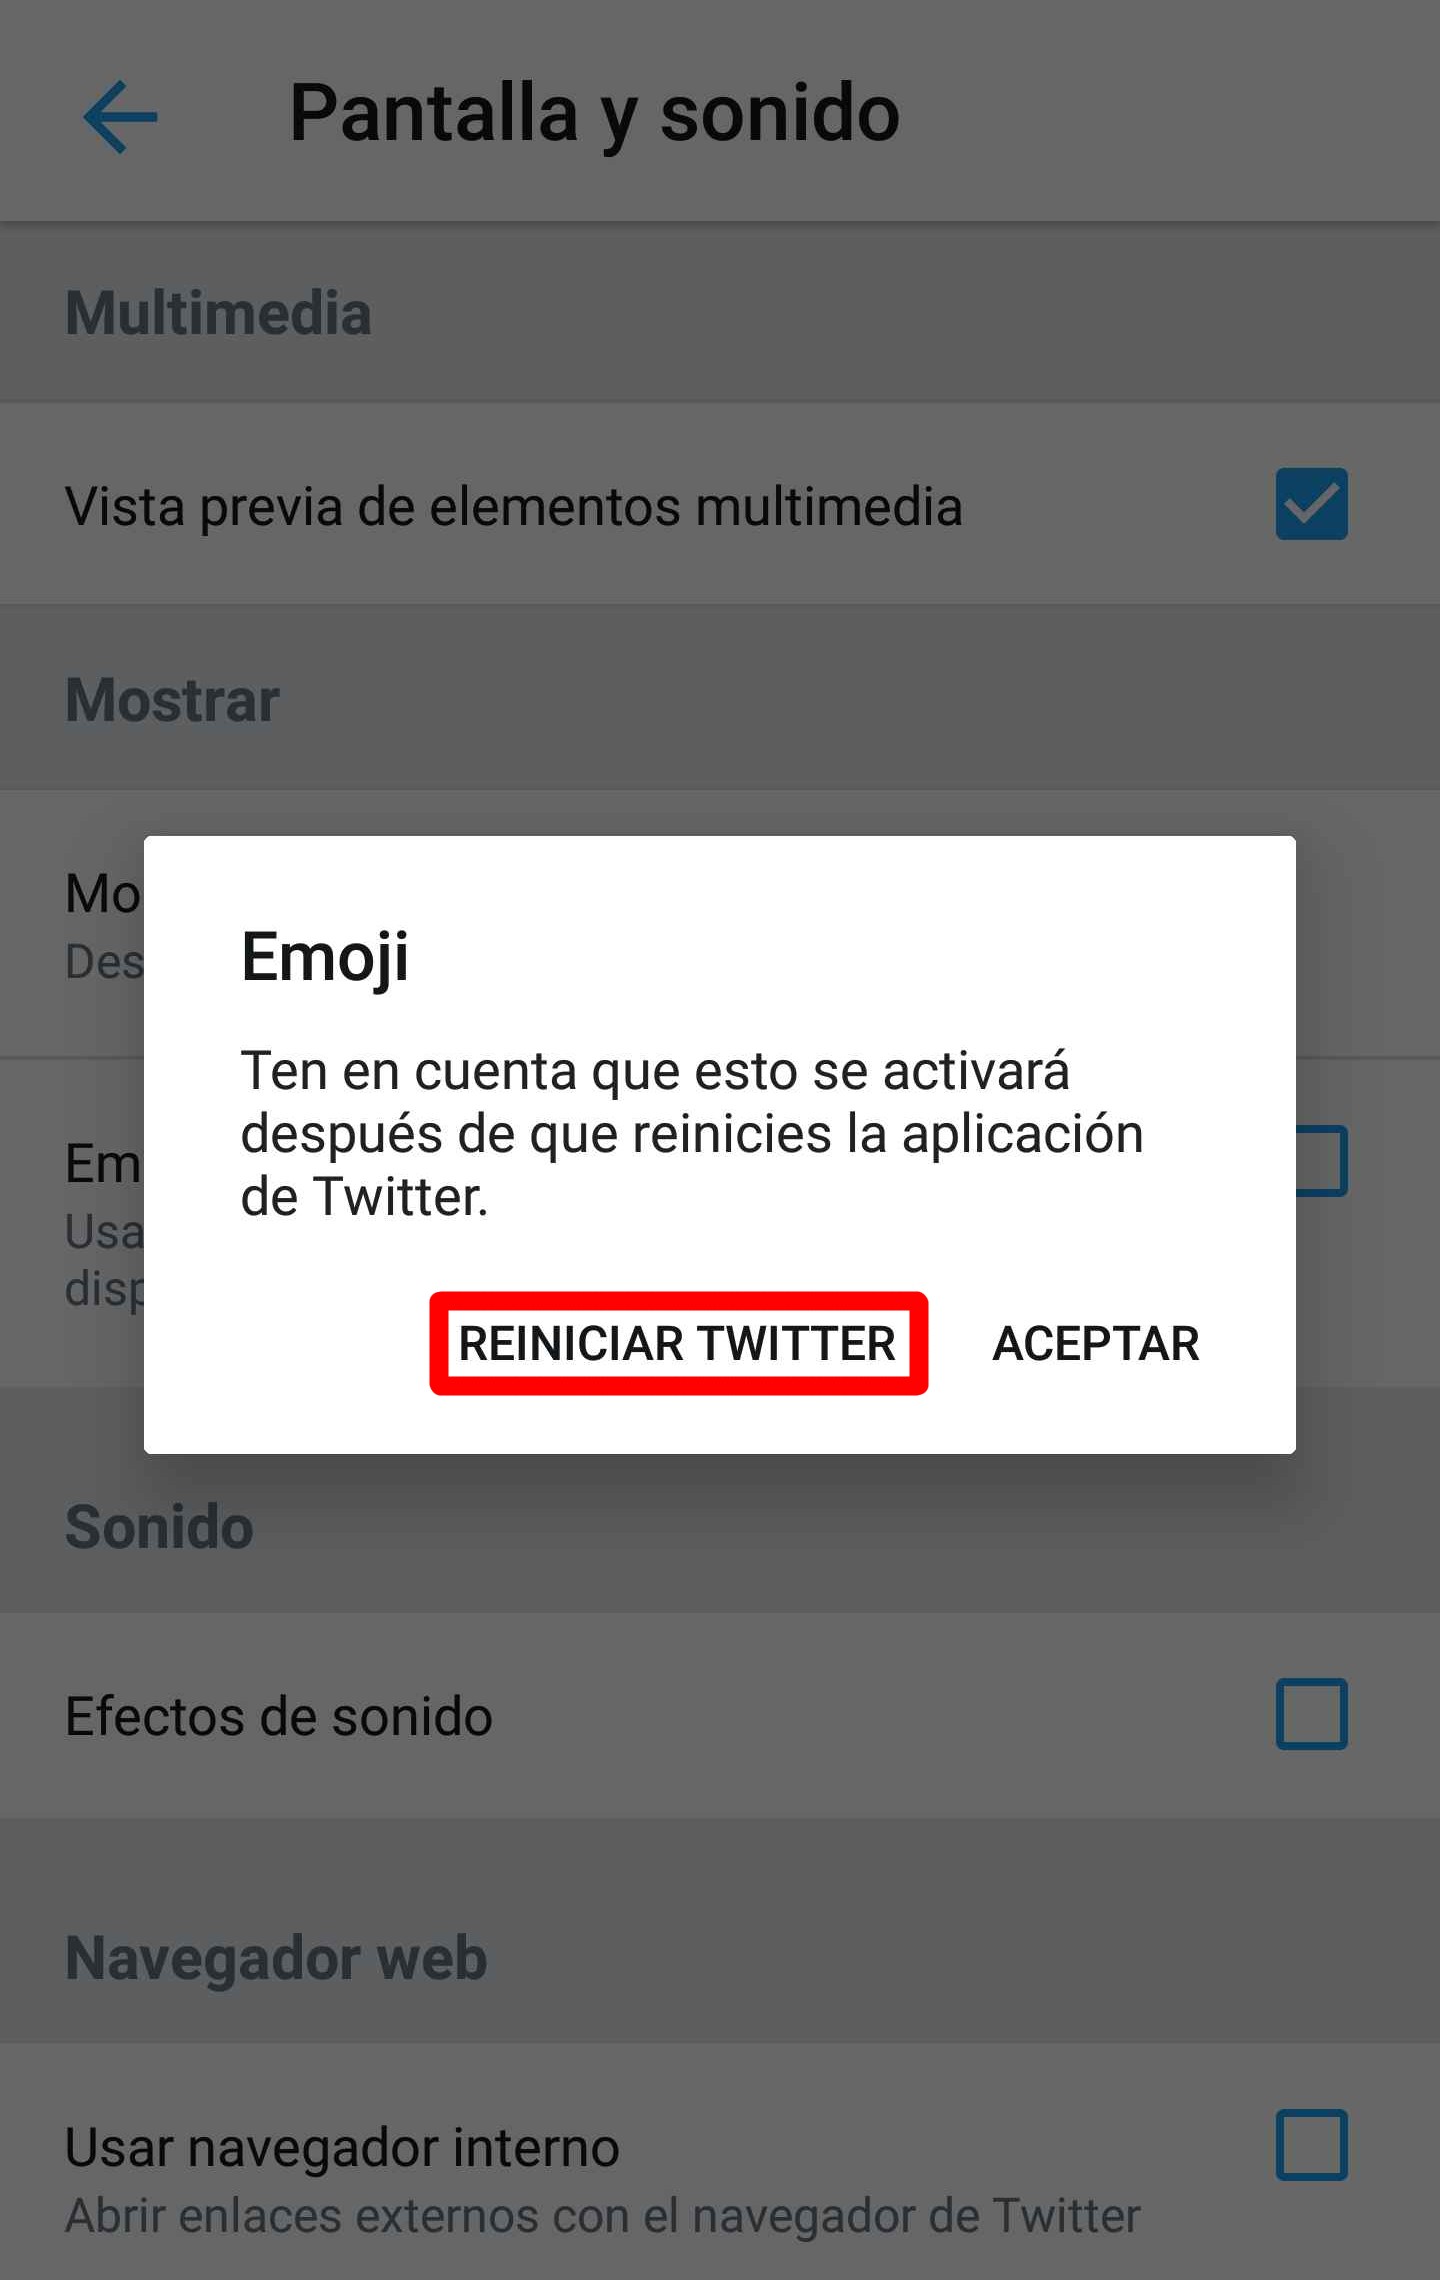 Pantalla y sonido
Multimedia
Vista previa de elementos multimedia
Mostrar
Mo
Des
Emoji
Ten en cuenta que esto se activará
después de que reinicies la aplicación
de Twitter.
REINICIAR TWITTER ACEPTAR
Em
Usa
disp
Sonido
Efectos de sonido
Navegador web
Usar navegador interno
Abrir enlaces externos con el navegador de Twitter